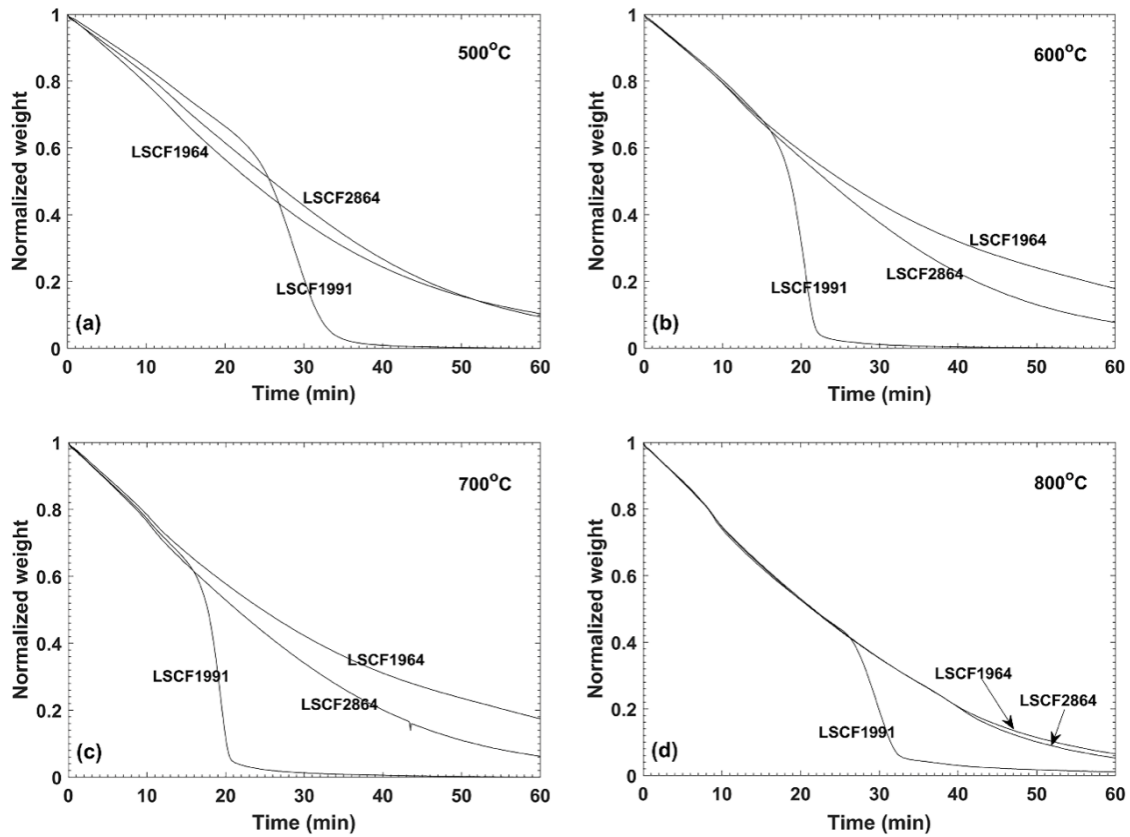 1
0.8
0.6
0.4
0.2
0
Normalized weight
500°C
LSCF1964
LSCF2864
LSCF1991
(a)
0 10 20 30 40 50 60
Time (min)
1
0.8
0.6
0.4
0.2
0
Normalized weight
600°C
LSCF1964
LSCF2864
LSCF1991
(b)
0 10 20 30 40 50 60
Time (min)
1
0.8
0.6
0.4
0.2
0
Normalized weight
700°C
LSCF1964
LSCF1991
LSCF2864
(c)
0 10 20 30 40 50 60
Time (min)
1
0.8
0.6
0.4
0.2
0
Normalized weight
800°C
LSCF1964
LSCF2864
LSCF1991
(d)
0 10 20 30 40 50 60
Time (min)